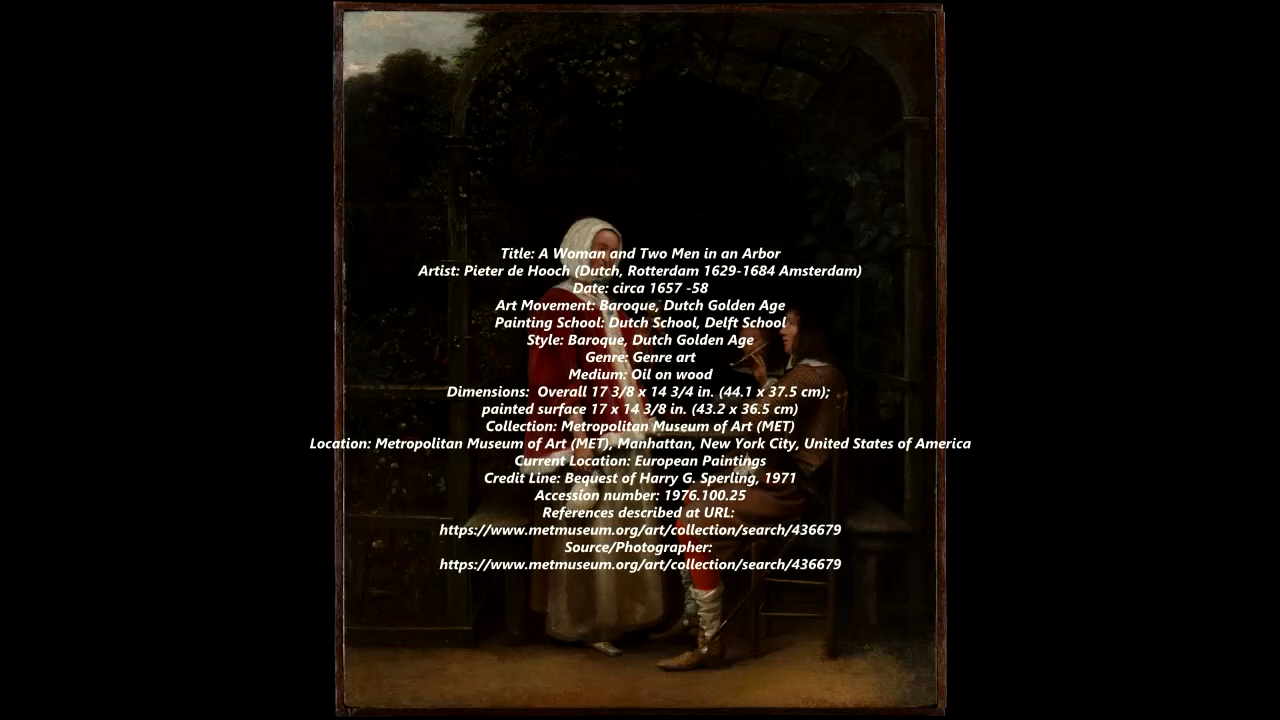 Title: A Woman and Two Men in an Arbor
Artist: Pieter de Hooch (Dutch, Rotterdam 1629-1684 Amsterdam)
Date: circa 1657 -58
Art Movement: Baroque, Dutch Golden Age
Painting School: Dutch School, Delft School
Style: Baroque, Dutch Golden Age
Genre: Genre art
Medium: Oil on wood
Dimensions:  Overall 17 3/8 x 14 3/4 in. (44.1 x 37.5 cm);
painted surface 17 x 14 3/8 in. (43.2 x 36.5 cm)
Collection: Metropolitan Museum of Art (MET)
Location: Metropolitan Museum of Art (MET), Manhattan, New York City, United States of America
Current Location: European Paintings
Credit Line: Bequest of Harry G. Sperling, 1971
Accession number: 1976.100.25
References described at URL:
https://www.metmuseum.org/art/collection/search/436679
Source/Photographer:
https://www.metmuseum.org/art/collection/search/436679